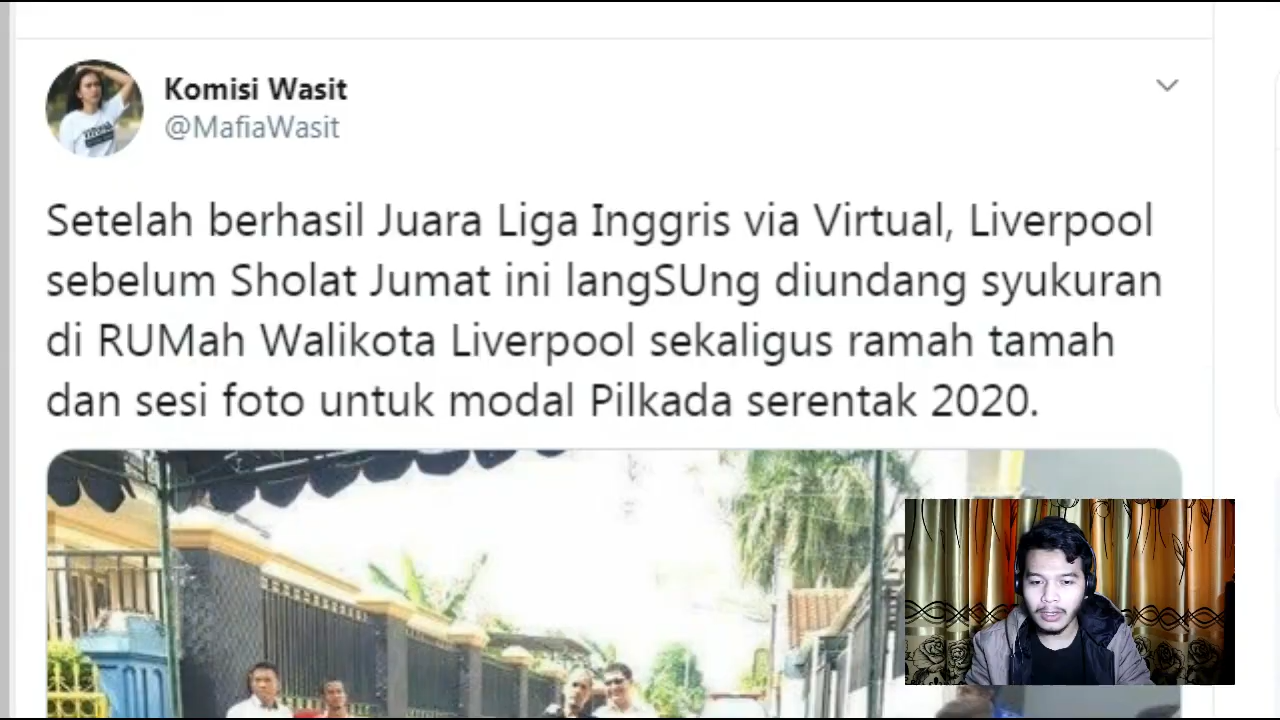 Komisi Wasit
@MafiaWasit
Setelah berhasil Juara Liga Inggris via Virtual, Liverpool
sebelum Sholat Jumat ini langSUng diundang syukuran
di RUMah Walikota Liverpool sekaligus ramah tamah
dan sesi foto untuk modal Pilkada serentak 2020.